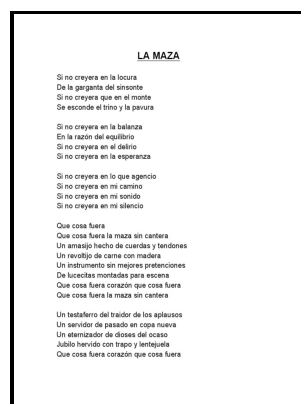 LA MAZA
Si no creyera en la locura
De la garganta del sinsonte
Si no creyera que en el monte
Se esconde el trino y la pavura
Si no creyera en la balanza
En la razón del equilibrio
Si no creyera en el delirio
Si no creyera en la esperanza
Si no creyera en lo que agencio
Si no creyera en mi camino
Si no creyera en mi sonido
Si no creyera en mi silencio
Que cosa fuera
Que cosa fuera la maza sin cantera
Un amasijo hecho de cuerdas y tendones
Un revoltijo de carne con madera
Un instrumento sin mejores pretenciones
De lucecitas montadas para escena
Que cosa fuera corazón que cosa fuera
Que cosa fuera la maza sin cantera
Un testaferro del traidor de los aplausos
Un servidor de pasado en copa nueva
Un eternizador de dioses del ocaso
Jubilo hervido con trapo y lentejuela
Que cosa fuera corazón que cosa fuera